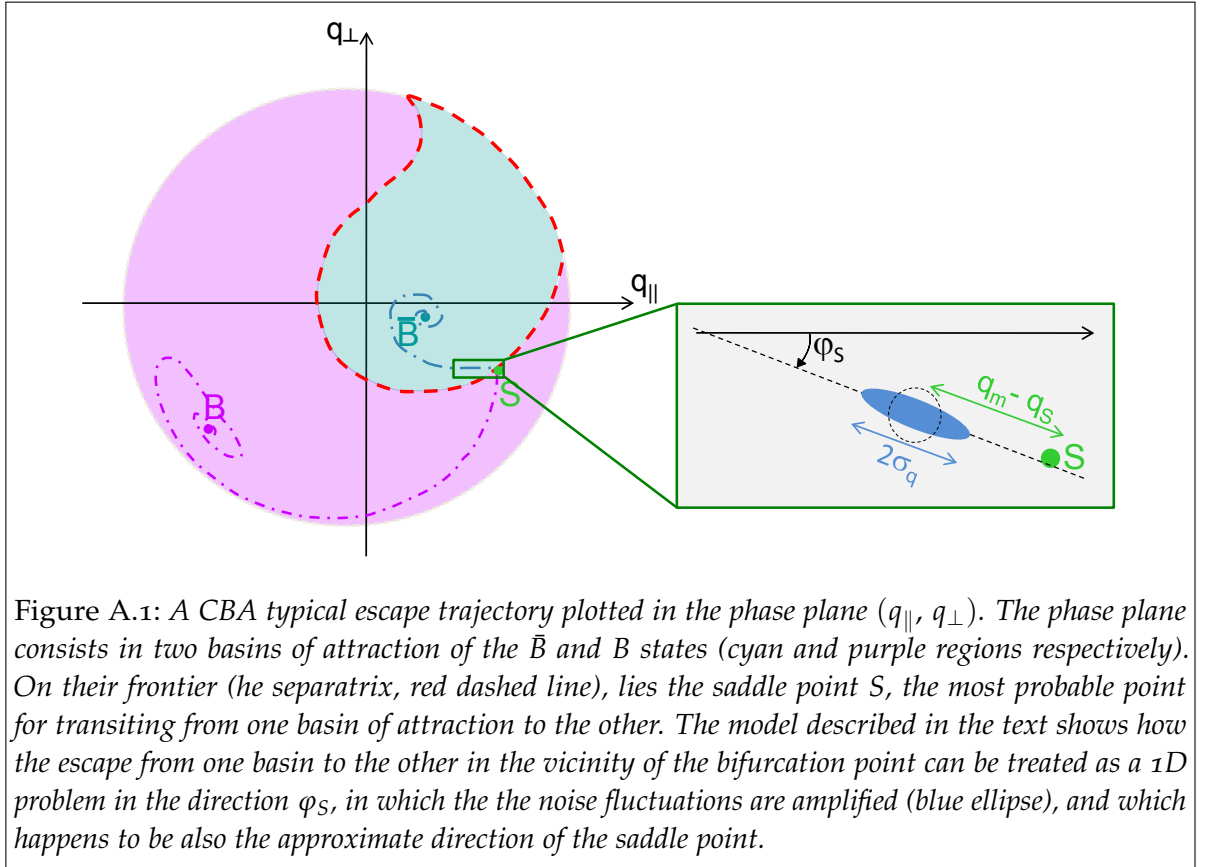 q⊥
q∥
B̄
B
S
φS
qm - qS
2σq
S
Figure A.1: A CBA typical escape trajectory plotted in the phase plane (q∥, q⊥). The phase plane
consists in two basins of attraction of the B̄ and B states (cyan and purple regions respectively).
On their frontier (he separatrix, red dashed line), lies the saddle point S, the most probable point
for transiting from one basin of attraction to the other. The model described in the text shows how
the escape from one basin to the other in the vicinity of the bifurcation point can be treated as a 1D
problem in the direction φS, in which the the noise fluctuations are amplified (blue ellipse), and which
happens to be also the approximate direction of the saddle point.